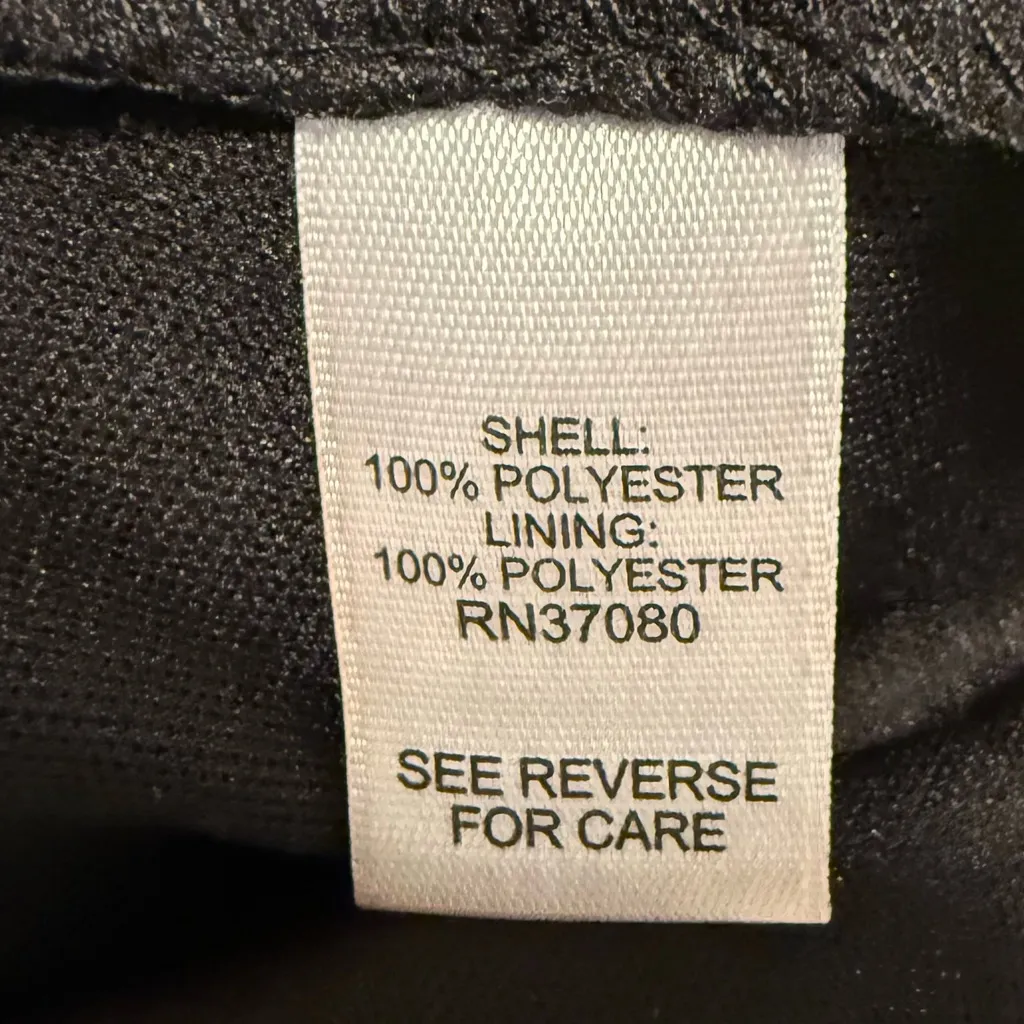 SHELL:
100% POLYESTER
LINING:
100% POLYESTER
RN37080
SEE REVERSE
FOR CARE